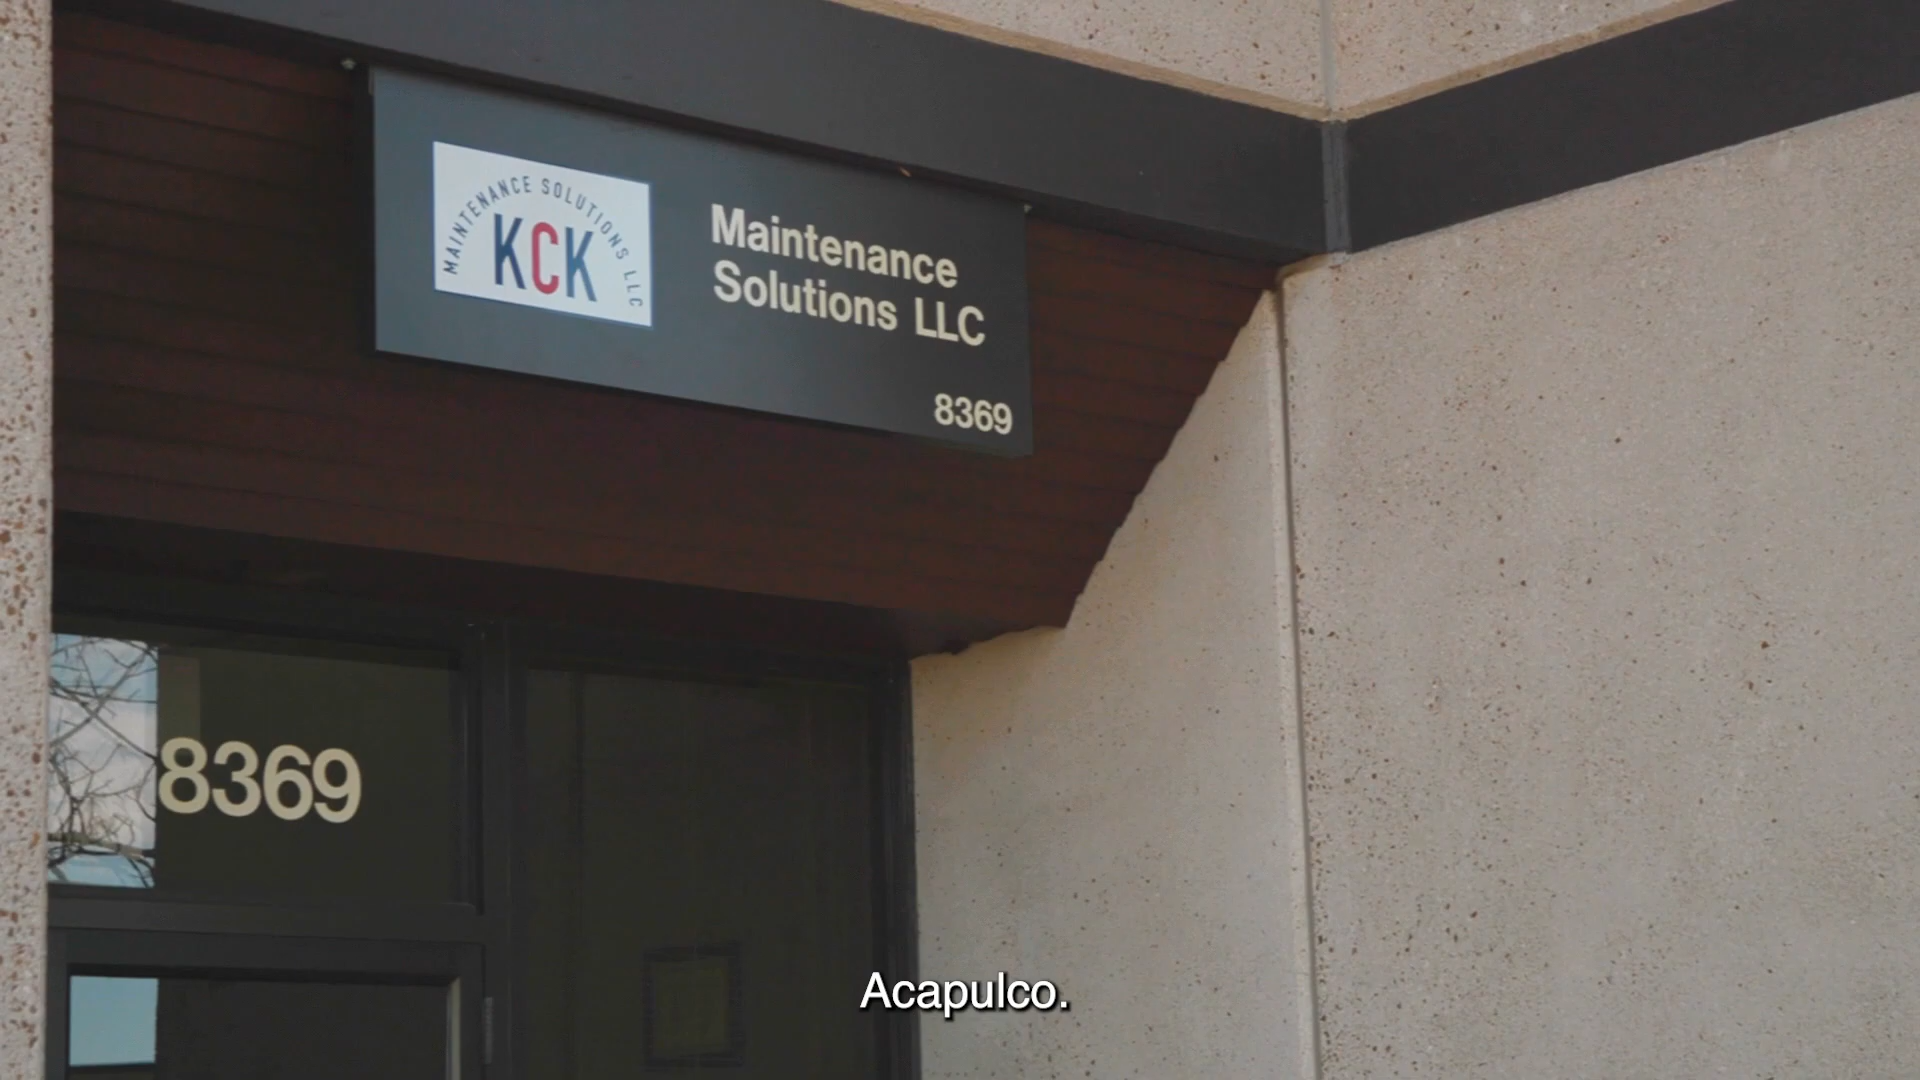 MAINTENANCE SOLUTIONS LLC
KCK
Maintenance
Solutions LLC
8369
8369
Acapulco.